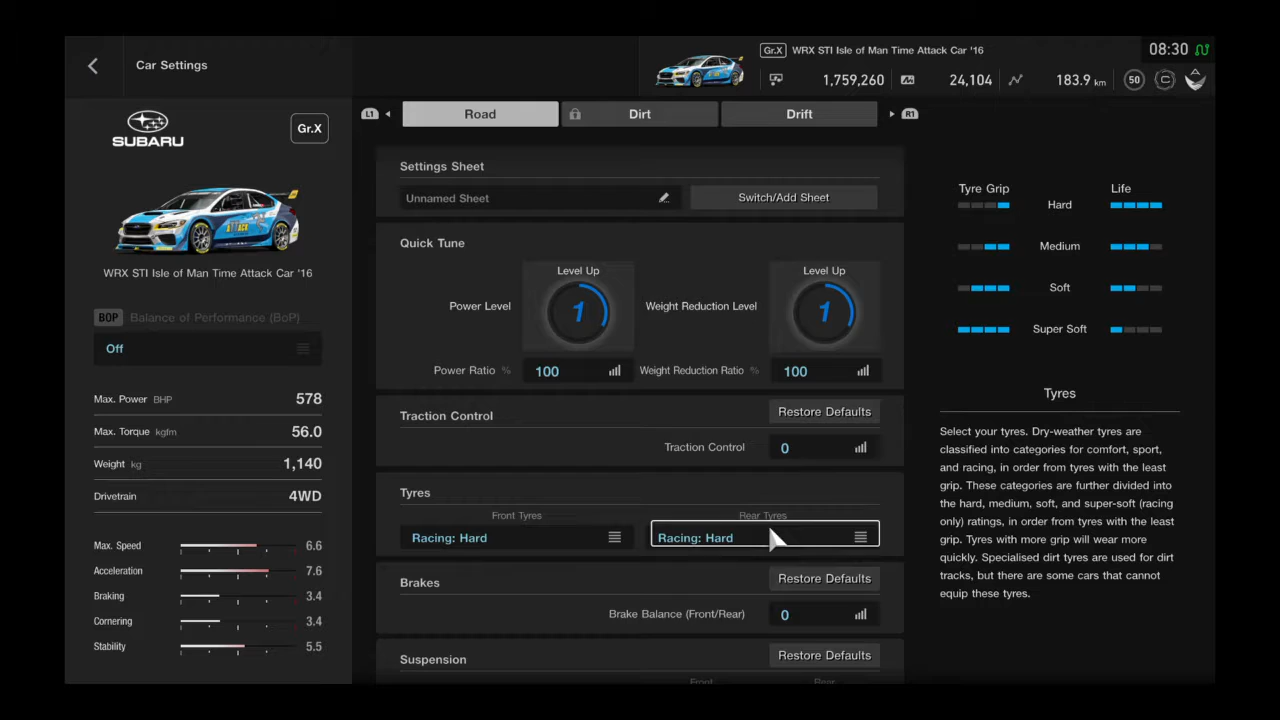 Car Settings
Gr.X WRX STI Isle of Man Time Attack Car '16
08:30
1,759,260
24,104
183.9 km
50
C
SUBARU
Gr.X
ATTACK
WRX STI Isle of Man Time Attack Car '16
BOP Balance of Performance (BoP)
Off
Max. Power BHP 578
Max. Torque kgfm 56.0
Weight kg 1,140
Drivetrain 4WD
Max. Speed 6.6
Acceleration 7.6
Braking 3.4
Cornering 3.4
Stability 5.5
L1 Road Dirt Drift R1
Settings Sheet
Unnamed Sheet Switch/Add Sheet
Quick Tune
Level Up Level Up
Power Level 1 Weight Reduction Level 1
Power Ratio % 100 Weight Reduction Ratio % 100
Traction Control Restore Defaults
Traction Control 0
Tyres
Front Tyres Rear Tyres
Racing: Hard Racing: Hard
Brakes Restore Defaults
Brake Balance (Front/Rear) 0
Suspension Restore Defaults
Front Rear
Tyre Grip Life
Hard
Medium
Soft
Super Soft
Tyres
Select your tyres. Dry-weather tyres are
classified into categories for comfort, sport,
and racing, in order from tyres with the least
grip. These categories are further divided into
the hard, medium, soft, and super-soft (racing
only) ratings, in order from tyres with the least
grip. Tyres with more grip will wear more
quickly. Specialised dirt tyres are used for dirt
tracks, but there are some cars that cannot
equip these tyres.